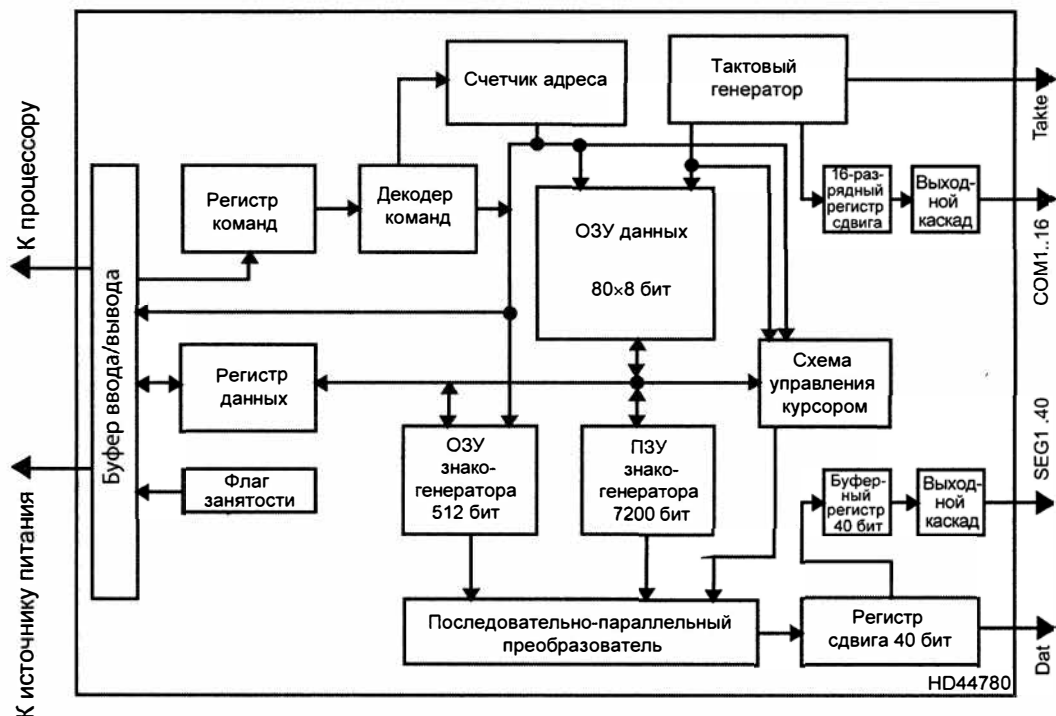 Счетчик адреса
Тактовый
генератор
Takte
К процессору
Регистр
команд
Декодер
команд
ОЗУ данных
80×8 бит
16-раз-
рядный
регистр
сдвига
Выход-
ной
каскад
COM1..16
Буфер ввода/вывода
Регистр
данных
Схема
управления
курсором
Флаг
занятости
ОЗУ
знако-
генератора
512 бит
ПЗУ
знако-
генератора
7200 бит
Буфер-
ный
регистр
40 бит
Выход-
ной
каскад
SEG1 .40
К источнику питания
Последовательно-параллельный
преобразователь
Регистр
сдвига 40 бит
Dat
HD44780